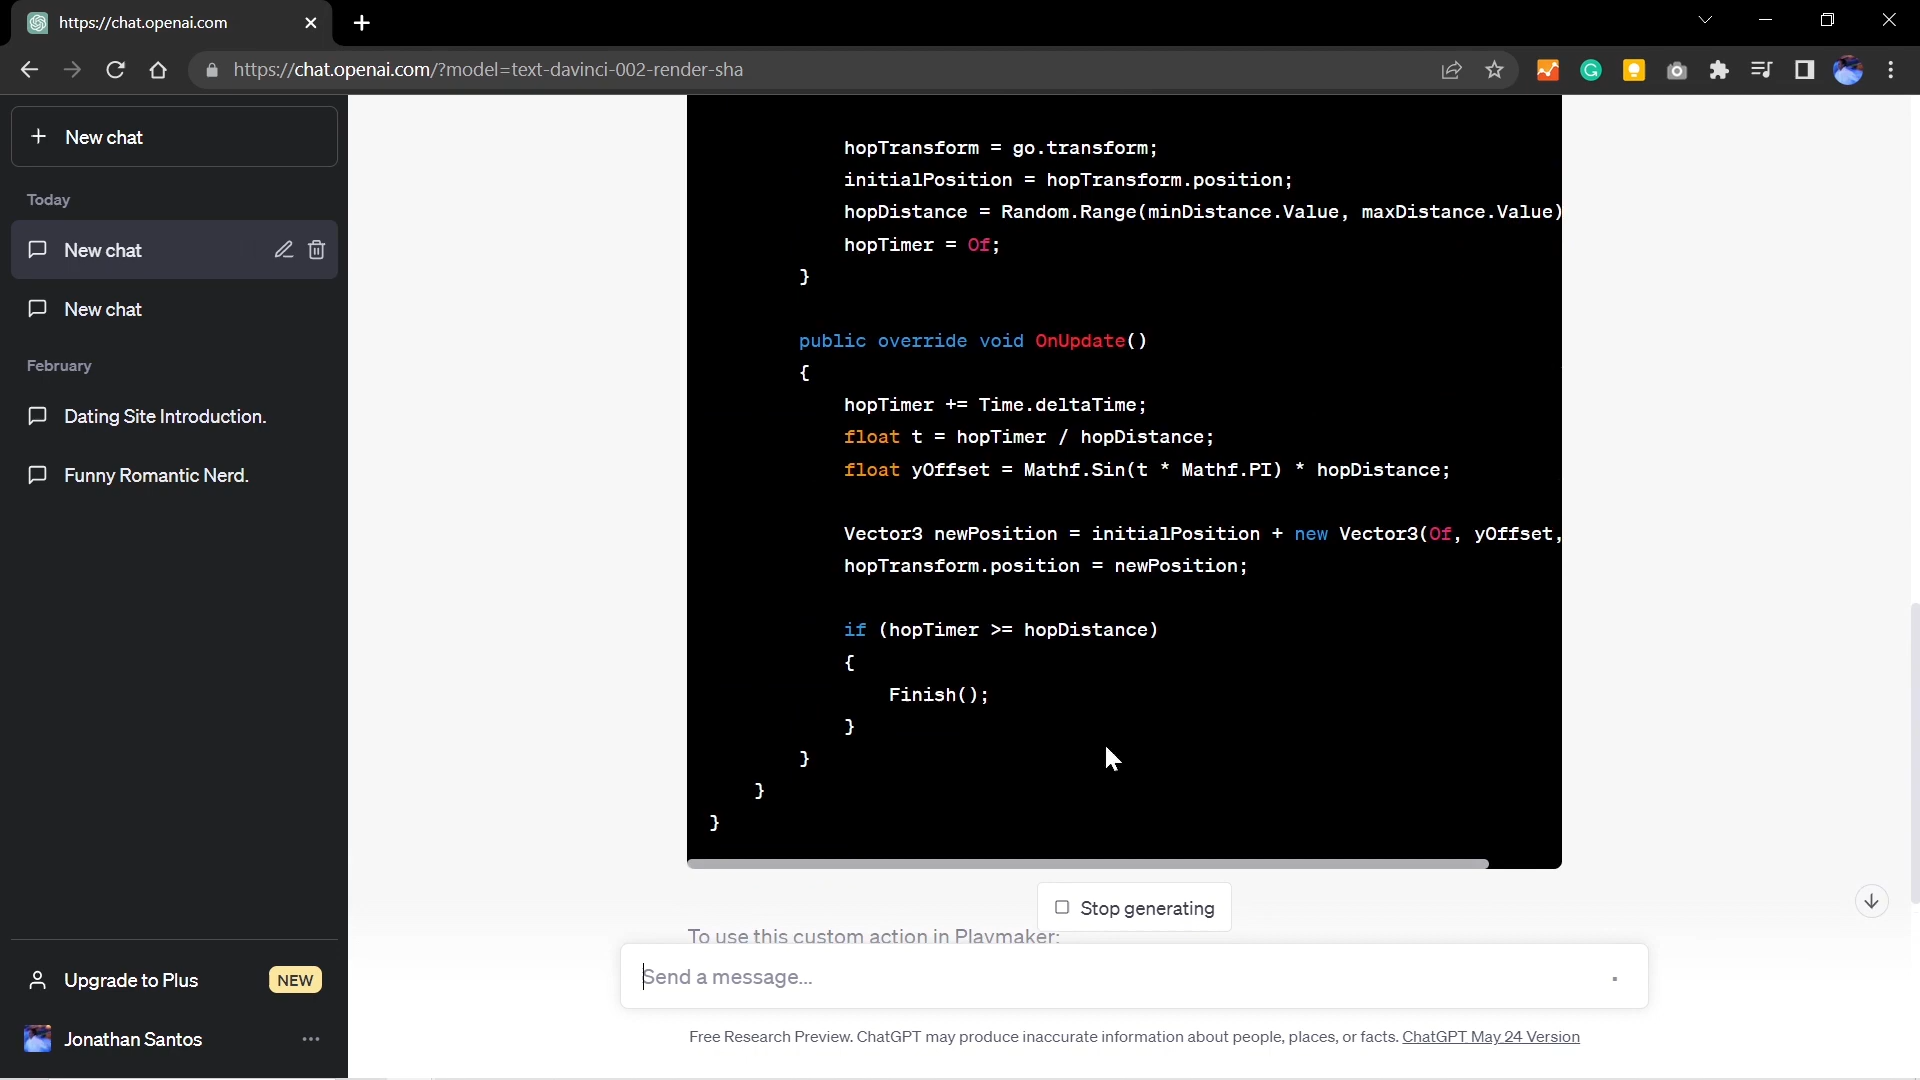 https://chat.openai.com
https://chat.openai.com/?model=text-davinci-002-render-sha
New chat
Today
New chat
New chat
February
Dating Site Introduction.
Funny Romantic Nerd.
Upgrade to Plus
NEW
Jonathan Santos
hopTransform = go.transform;
initialPosition = hopTransform.position;
hopDistance = Random.Range(minDistance.Value, maxDistance.Value)
hopTimer = 0f;
}
public override void OnUpdate()
{
hopTimer += Time.deltaTime;
float t = hopTimer / hopDistance;
float yOffset = Mathf.Sin(t * Mathf.PI) * hopDistance;
Vector3 newPosition = initialPosition + new Vector3(0f, yOffset,
hopTransform.position = newPosition;
if (hopTimer >= hopDistance)
{
Finish();
}
}
}
}
Stop generating
To use this custom action in Playmaker:
Send a message...
Free Research Preview. ChatGPT may produce inaccurate information about people, places, or facts. ChatGPT May 24 Version